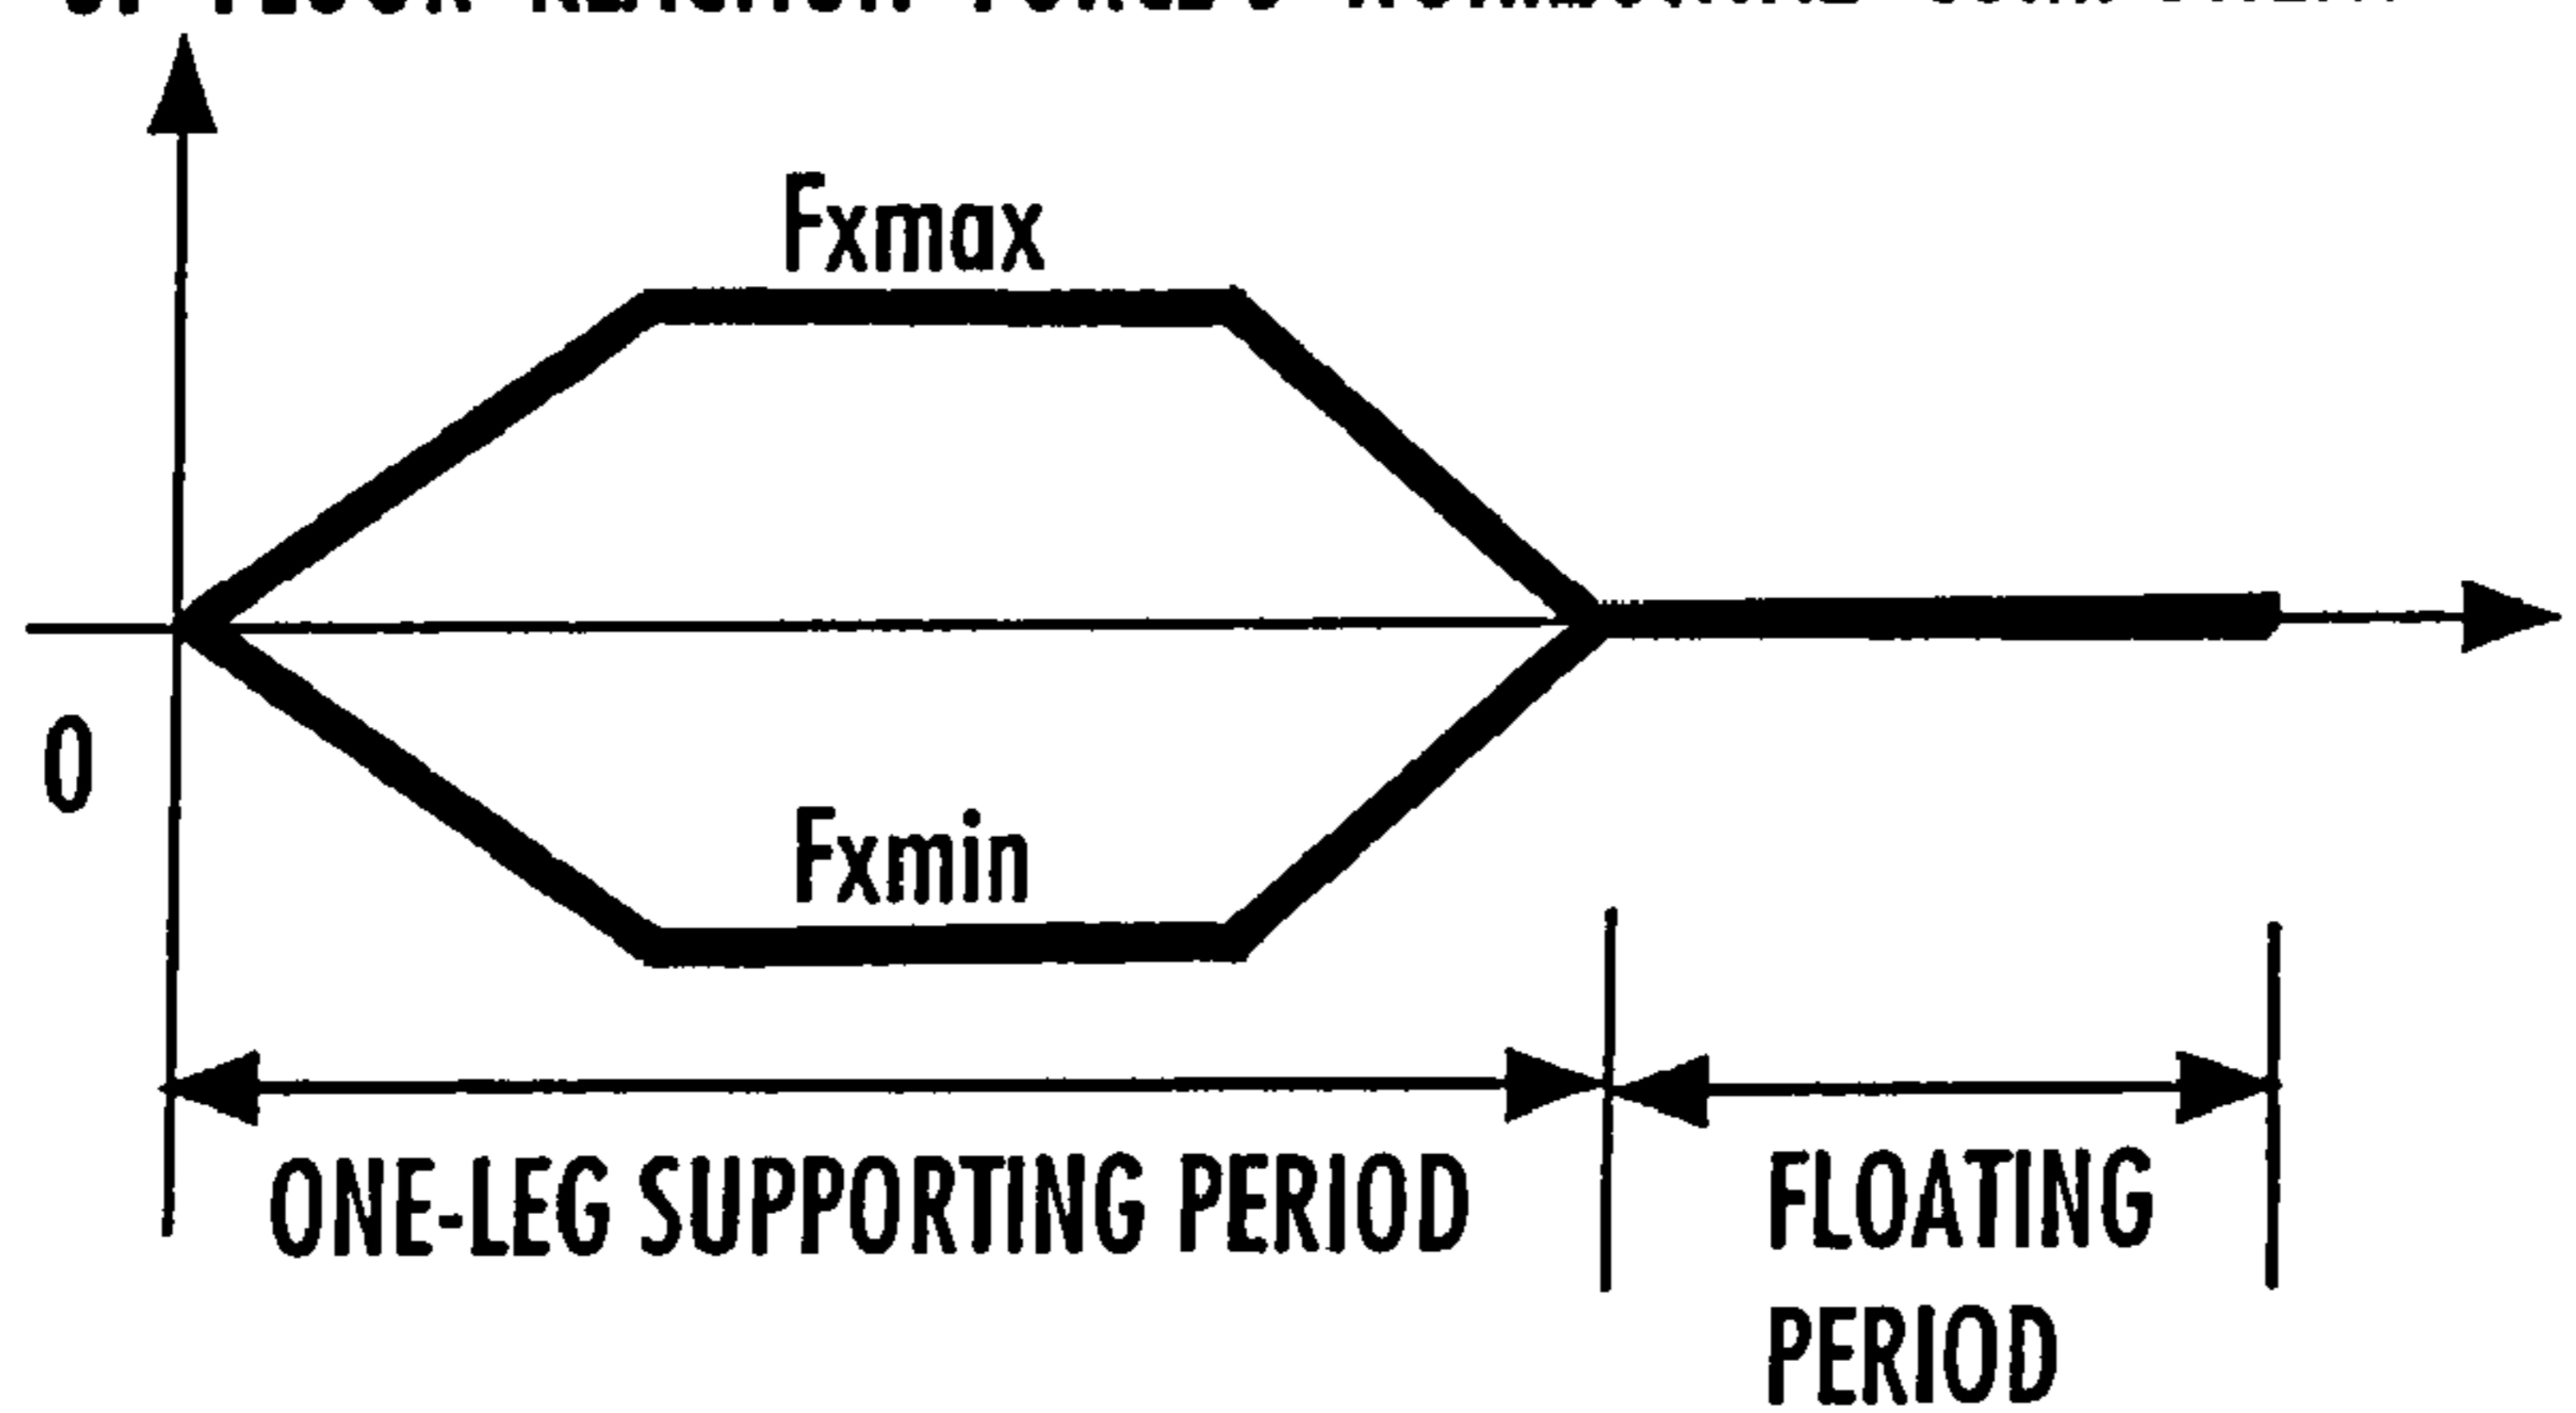 Fxmax
0
Fxmin
ONE-LEG SUPPORTING PERIOD
FLOATING
PERIOD